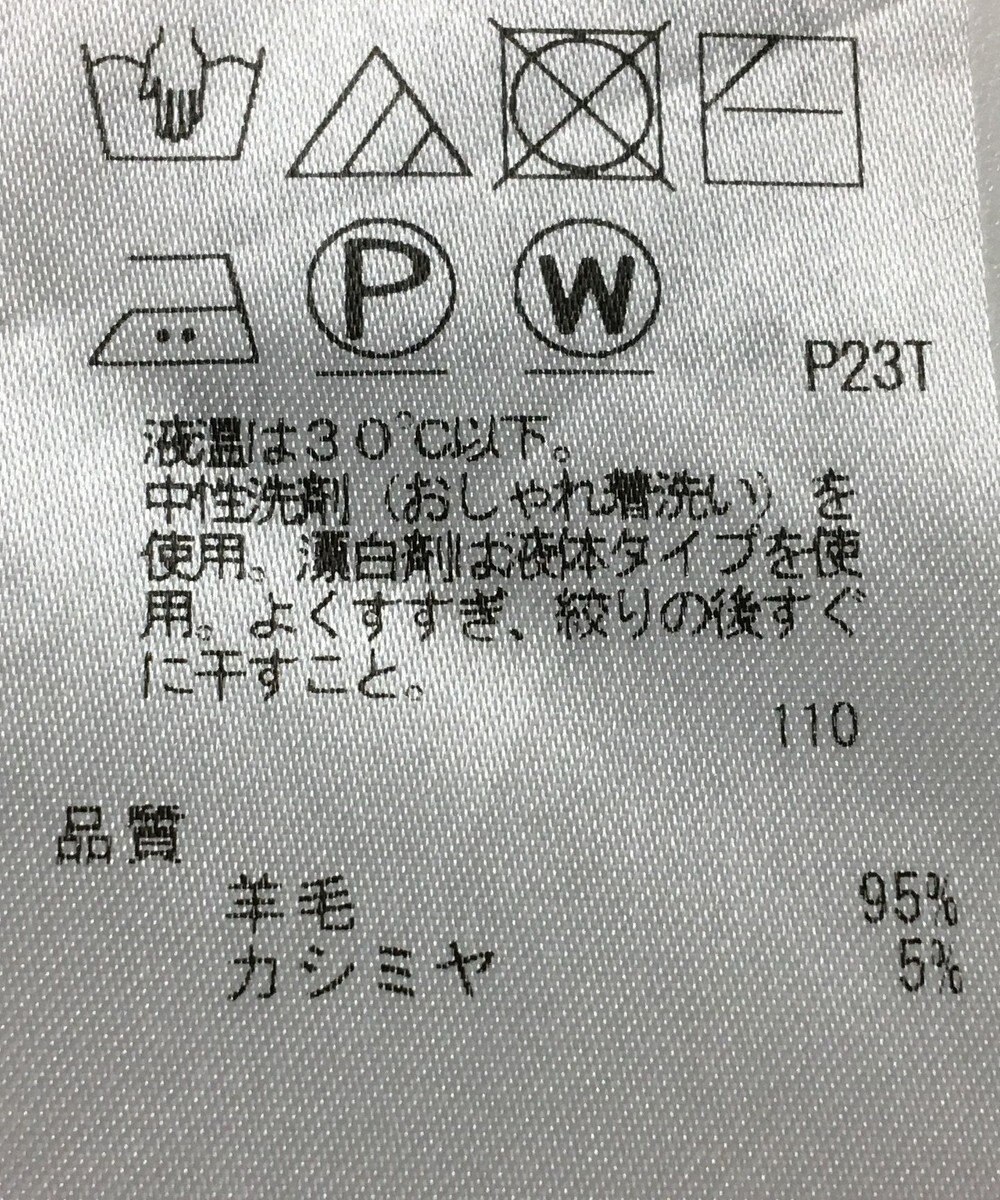 P W
P23T
液温は30℃以下。
中性洗剤（おしゃれ着洗い）を
使用。漂白剤は液体タイプを使
用。よくすすぎ、絞りの後すぐ
に干すこと。
110
品質
羊毛 95%
カシミヤ 5%